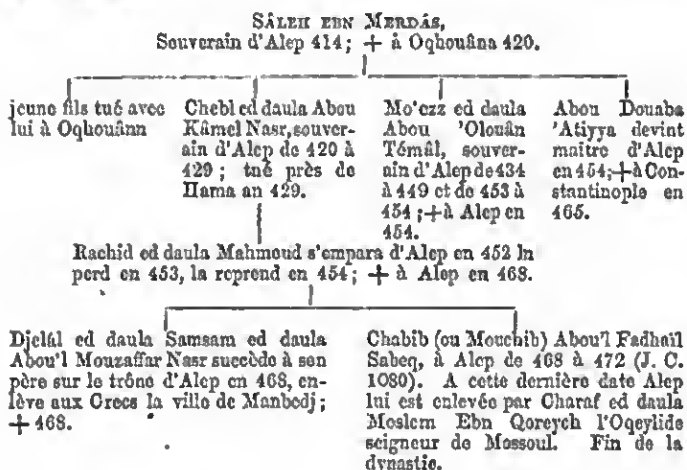 SÂLEH EBN MERDÂS,
Souverain d'Alep 414; + à Oqhouâna 420.
jeune fils tué avec
lui à Oqhouânn
Chebl ed daula Abou
Kâmel Nasr, souver-
ain d'Alep de 420 à
429; tué près de
Hama an 429.
Mo'ezz ed daula
Abou 'Olouân
Témâl, souver-
ain d'Alep de 434
à 449 et de 453 à
454; + à Alep en
454.
Abou Douaba
'Atiyya devint
maître d'Alep
en 454; + à Con-
stantinople en
465.
Rachid ed daula Mahmoud s'empara d'Alep en 452 la
perd en 453, la reprend en 454; + à Alep en 468.
Djelâl ed daula Samsam ed daula
Abou'l Mouzaffar Nasr succède à son
père sur le trône d'Alep en 468, en-
lève aux Grecs la ville de Manbedj;
+ 468.
Chabib (ou Mouchib) Abou'l Fadhaïl
Sabeq, à Alep de 468 à 472 (J. C.
1080). A cette dernière date Alep
lui est enlevée par Charaf ed daula
Moslem Ebn Qoreych l'Oqeylide
seigneur de Mossoul. Fin de la
dynastie.